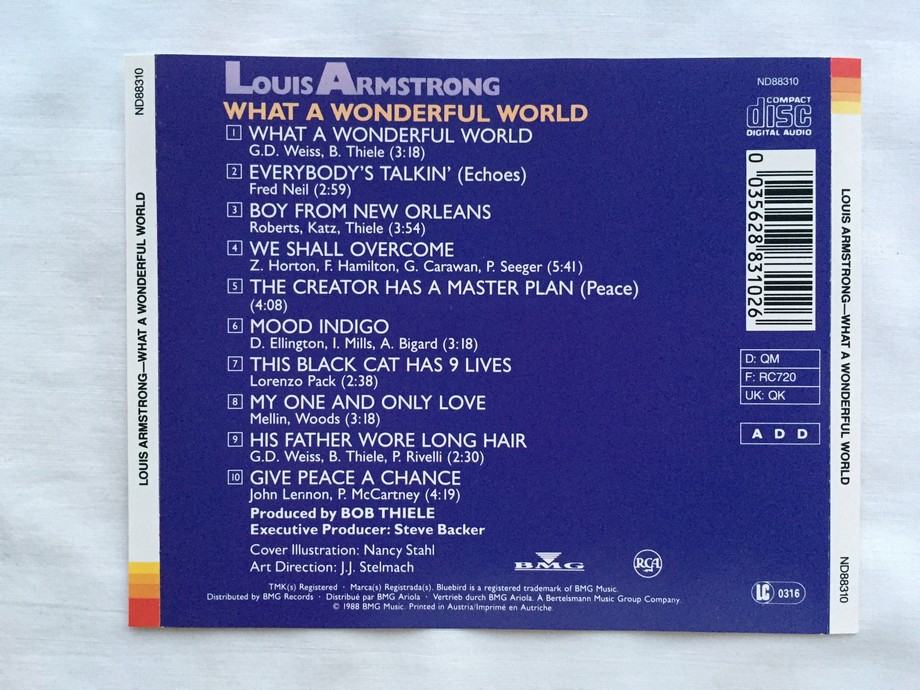 ND88310
LOUIS ARMSTRONG—WHAT A WONDERFUL WORLD
LOUIS ARMSTRONG
WHAT A WONDERFUL WORLD
1 WHAT A WONDERFUL WORLD
G.D. Weiss, B. Thiele (3:18)
2 EVERYBODY'S TALKIN' (Echoes)
Fred Neil (2:59)
3 BOY FROM NEW ORLEANS
Roberts, Katz, Thiele (3:54)
4 WE SHALL OVERCOME
Z. Horton, F. Hamilton, G. Carawan, P. Seeger (5:41)
5 THE CREATOR HAS A MASTER PLAN (Peace)
(4:08)
6 MOOD INDIGO
D. Ellington, I. Mills, A. Bigard (3:18)
7 THIS BLACK CAT HAS 9 LIVES
Lorenzo Pack (2:38)
8 MY ONE AND ONLY LOVE
Mellin, Woods (3:18)
9 HIS FATHER WORE LONG HAIR
G.D. Weiss, B. Thiele, P. Rivelli (2:30)
10 GIVE PEACE A CHANCE
John Lennon, P. McCartney (4:19)
Produced by BOB THIELE
Executive Producer: Steve Backer
Cover Illustration: Nancy Stahl
Art Direction: J.J. Stelmach
BMG
RCA
TMK(s) Registered · Marca(s) Registrada(s). Bluebird is a registered trademark of BMG Music.
Distributed by BMG Records · Distribué par BMG Ariola · Vertrieb durch BMG Ariola. A Bertelsmann Music Group Company.
© 1988 BMG Music. Printed in Austria/Imprimé en Autriche.
ND88310
COMPACT
disc
DIGITAL AUDIO
0 035628 831026
D: QM
F: RC720
UK: QK
A D D
LC 0316
LOUIS ARMSTRONG—WHAT A WONDERFUL WORLD
ND88310